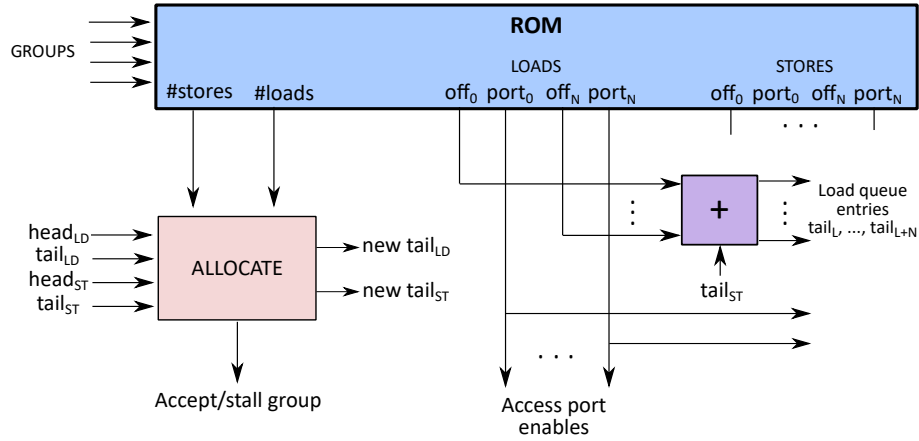 ROM
GROUPS
LOADS
STORES
#stores #loads off0 port0 offN portN off0 port0 offN portN
. . .
Load queue
entries
tailL, ..., tailL+N
+
headLD
tailLD
headST
tailST
ALLOCATE
new tailLD
new tailST
tailST
. . .
Accept/stall group
Access port
enables